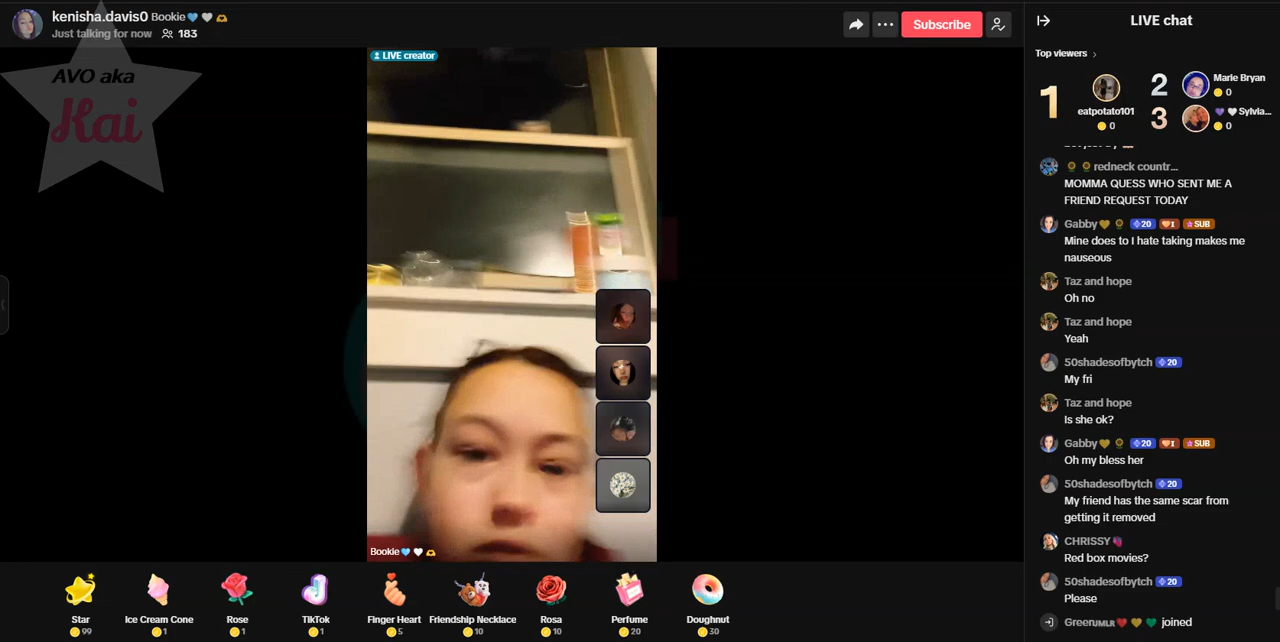 kenisha.davis0 Bookie
Just talking for now 183
Subscribe
AVO aka
Kai
LIVE creator
Bookie
Star
99
Ice Cream Cone
1
Rose
1
TikTok
1
Finger Heart
5
Friendship Necklace
10
Rosa
10
Perfume
20
Doughnut
30
LIVE chat
Top viewers
1
eatpotato101
0
2
Marie Bryan
0
3
Sylvia...
0
redneck countr...
MOMMA QUESS WHO SENT ME A
FRIEND REQUEST TODAY
Gabby 20 I SUB
Mine does to I hate taking makes me
nauseous
Taz and hope
Oh no
Taz and hope
Yeah
50shadesofbytch 20
My fri
Taz and hope
Is she ok?
Gabby 20 I SUB
Oh my bless her
50shadesofbytch 20
My friend has the same scar from
getting it removed
CHRISSY
Red box movies?
50shadesofbytch 20
Please
GreenUMLR joined